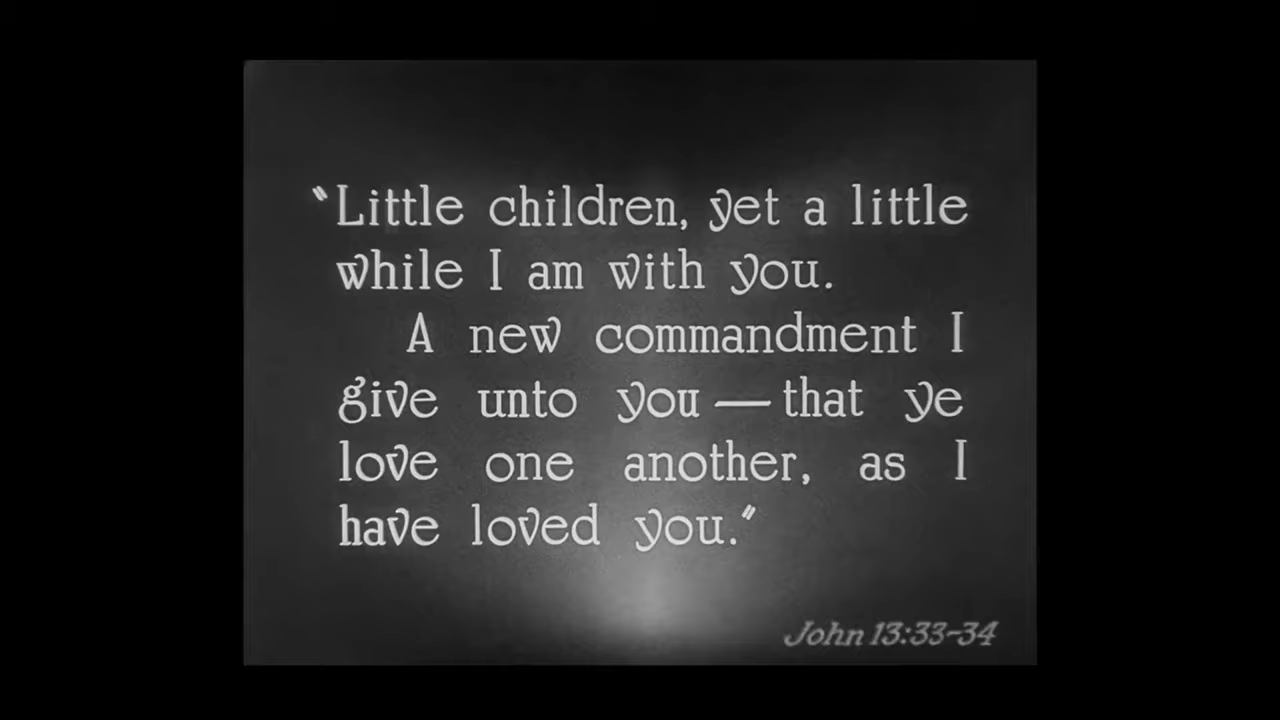 "Little children, yet a little
while I am with you.
A new commandment I
give unto you — that ye
love one another, as I
have loved you."
John 13:33-34